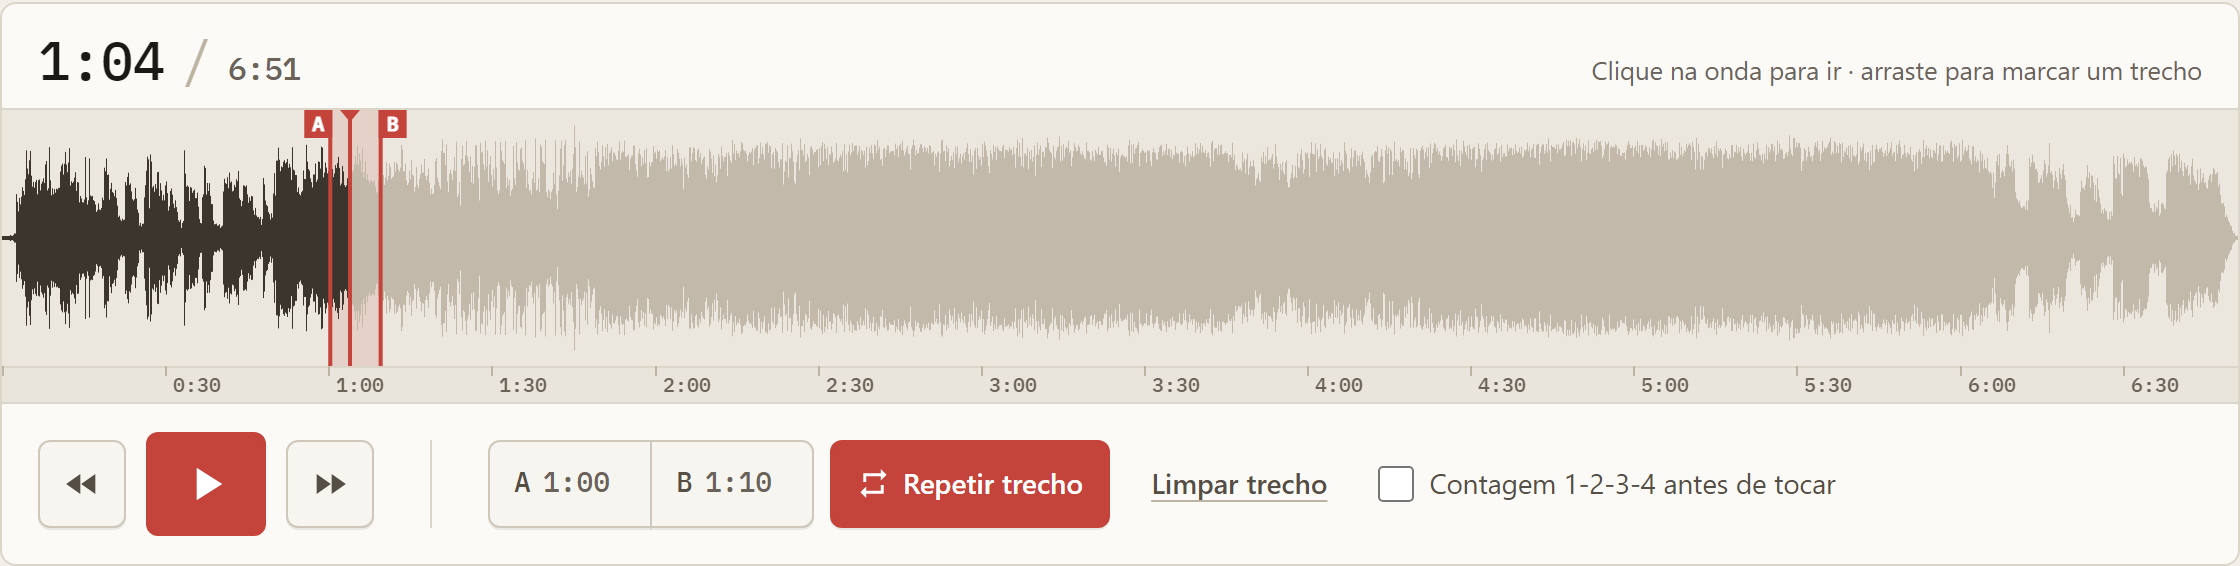 1:04 / 6:51
Clique na onda para ir · arraste para marcar um trecho
A B
0:30 1:00 1:30 2:00 2:30 3:00 3:30 4:00 4:30 5:00 5:30 6:00 6:30
A 1:00 B 1:10 Repetir trecho Limpar trecho Contagem 1-2-3-4 antes de tocar